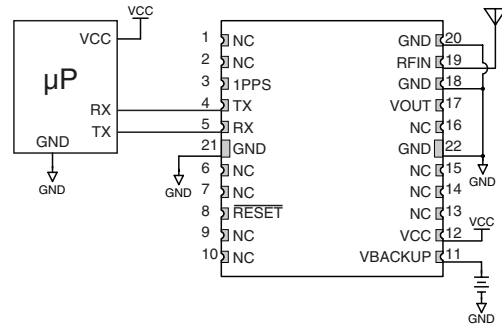 VCC
VCC
µP
RX
TX
GND
GND
1 NC
2 NC
3 1PPS
4 TX
5 RX
21 GND
GND
6 NC
7 NC
8 RESET
9 NC
10 NC
GND 20
RFIN 19
GND 18
VOUT 17
NC 16
GND 22
NC 15
GND
NC 14
NC 13
VCC
VCC 12
VBACKUP 11
GND